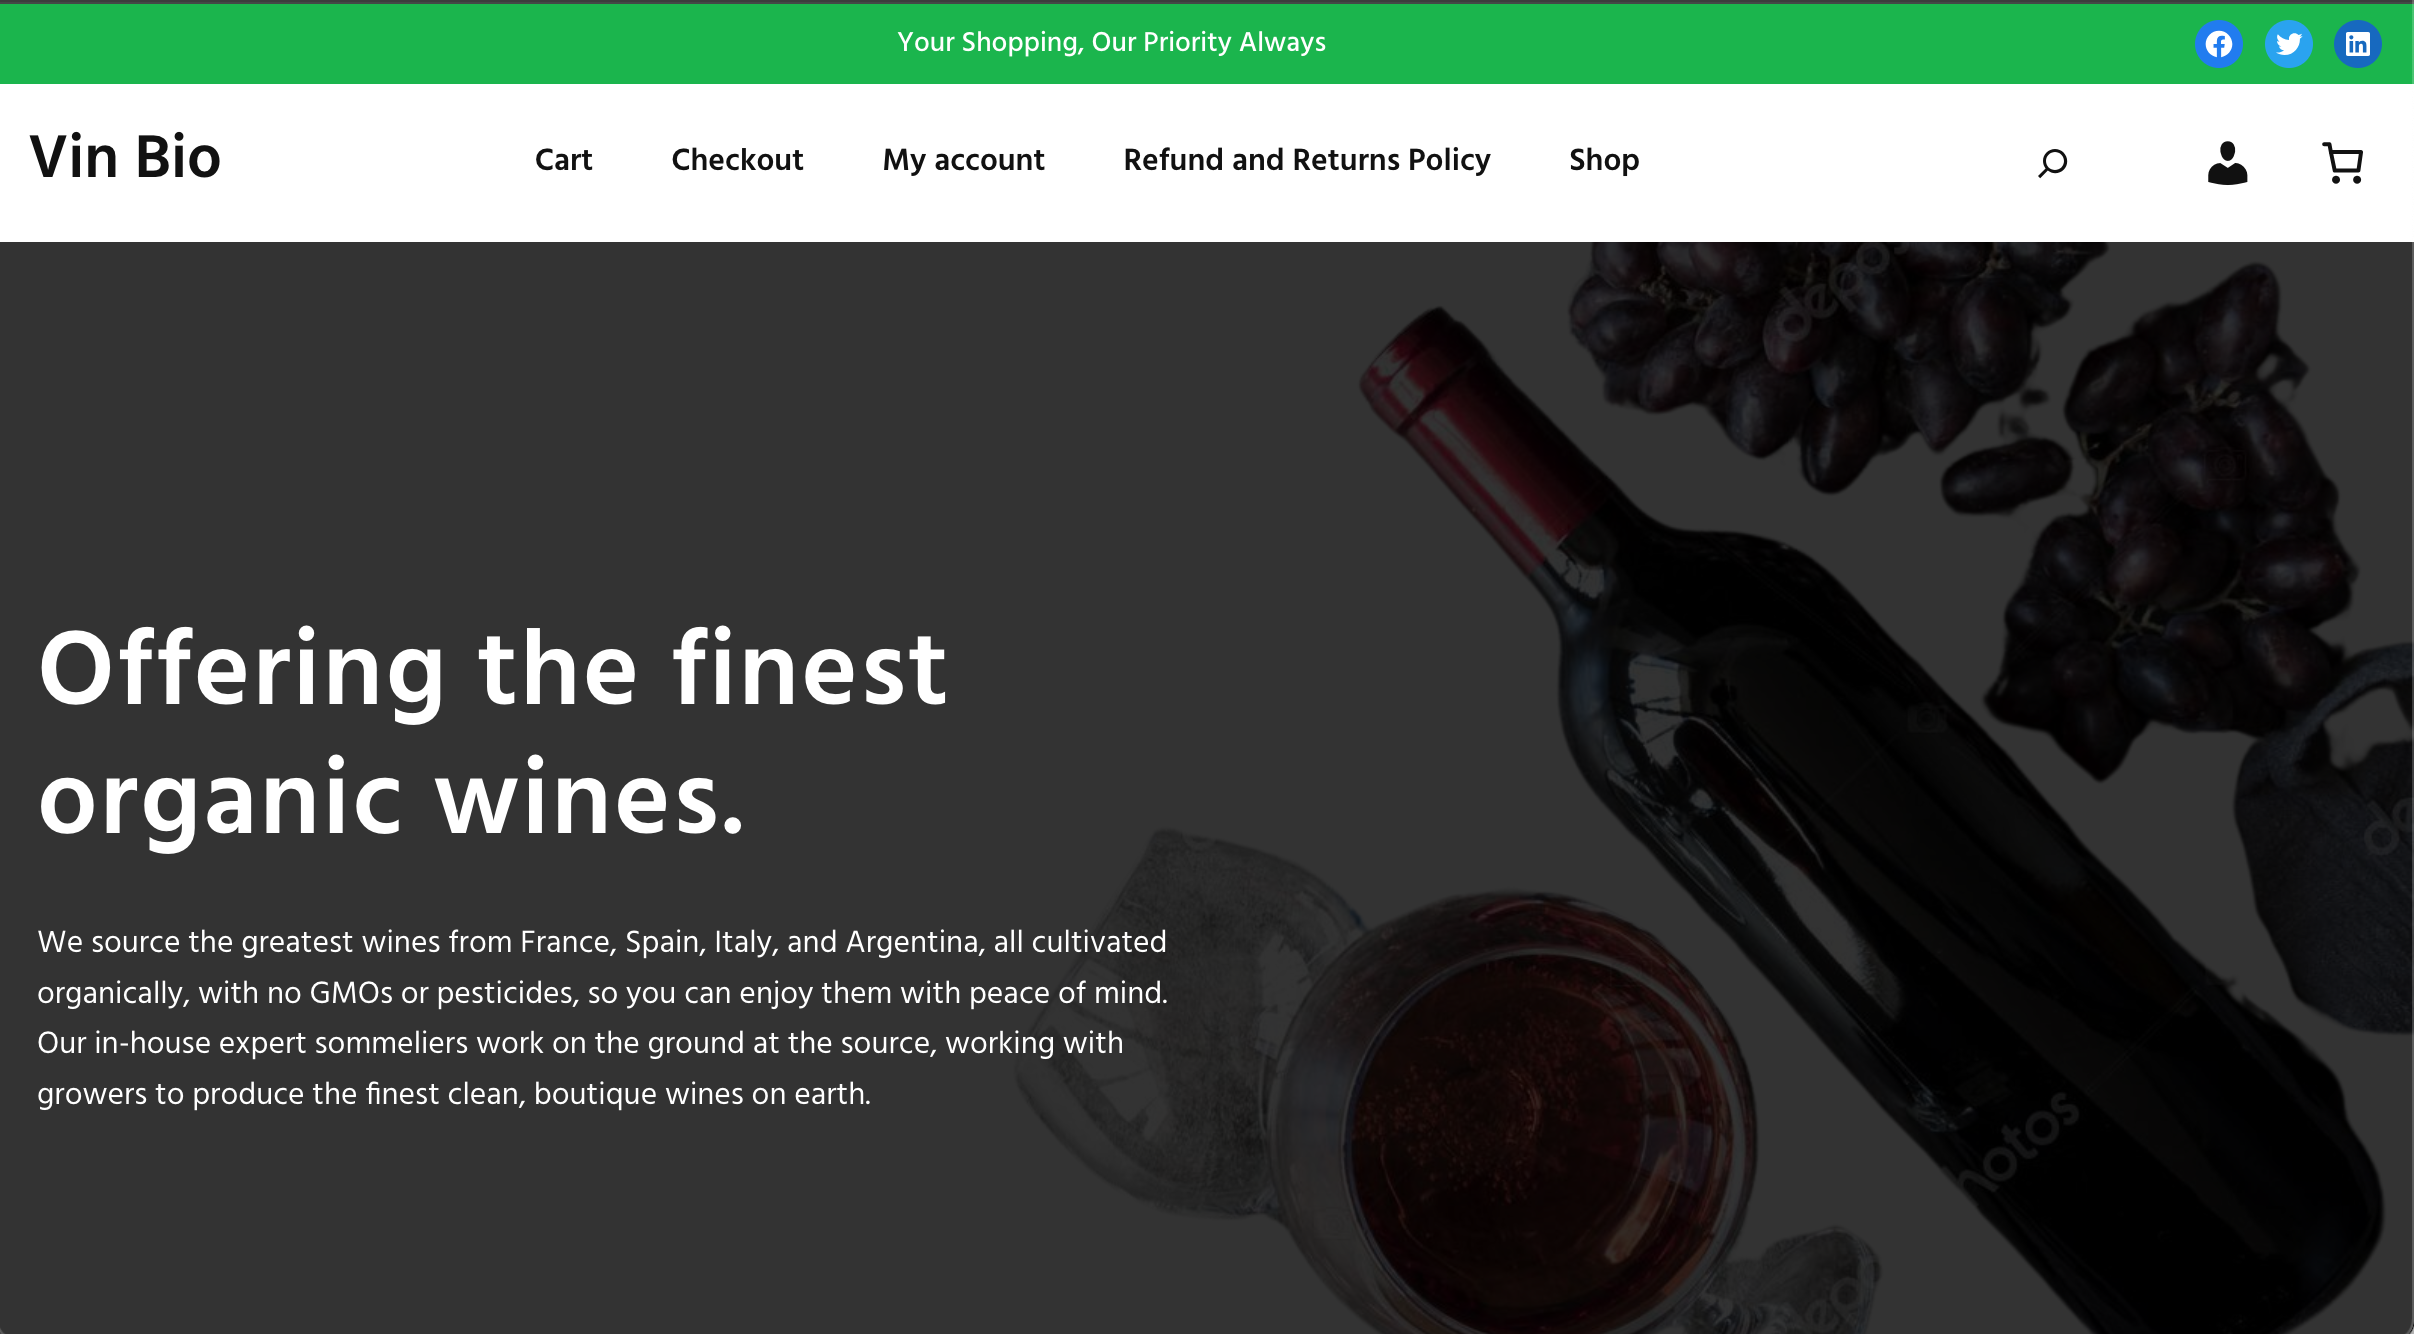 Your Shopping, Our Priority Always
Vin Bio
Cart
Checkout
My account
Refund and Returns Policy
Shop
Offering the finest
organic wines.
We source the greatest wines from France, Spain, Italy, and Argentina, all cultivated
organically, with no GMOs or pesticides, so you can enjoy them with peace of mind.
Our in-house expert sommeliers work on the ground at the source, working with
growers to produce the finest clean, boutique wines on earth.